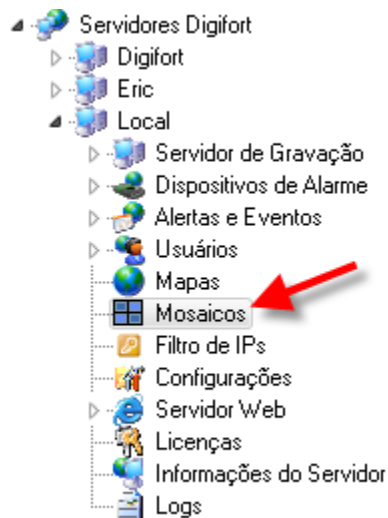 Servidores Digifort
Digifort
Eric
Local
Servidor de Gravação
Dispositivos de Alarme
Alertas e Eventos
Usuários
Mapas
Mosaicos
Filtro de IPs
Configurações
Servidor Web
Licenças
Informações do Servidor
Logs